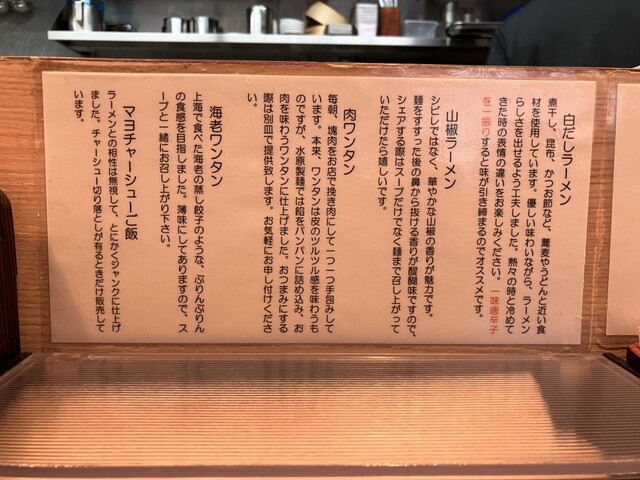 白だしラーメン
煮干し、昆布、かつお節など、蕎麦やうどんと近い食
材を使用しています。優しい味わいながら、ラーメン
らしさを出せるよう工夫しました。熱々の時と冷めて
きた時の表情の違いをお楽しみください。一味唐辛子
を一振りすると味が引き締まるのでオススメです。
山椒ラーメン
シビレではなく、華やかな山椒の香りが魅力です。
麺をすすった後の鼻から抜ける香りが醍醐味ですので、
シェアする際はスープだけでなく麺まで召し上がって
いただけたら嬉しいです。
肉ワンタン
毎朝、塊肉をお店で挽き肉にして一つ一つ手包みして
います。本来、ワンタンは皮のツルツル感を味わうも
のですが、水原製麺では餡をパンパンに詰め込み、お
肉を味わうワンタンに仕上げました。おつまみにする
際は別皿で提供致します。お気軽にお申し付けくださ
い。
海老ワンタン
上海で食べた海老の蒸し餃子のような、ぷりんぷりん
の食感を目指しました。薄味にしてありますので、ス
ープと一緒にお召し上がり下さい。
マヨチャーシューご飯
ラーメンとの相性は無視して、とにかくジャンクに仕上げ
ました。チャーシュー切り落としが有るときだけ販売して
います。